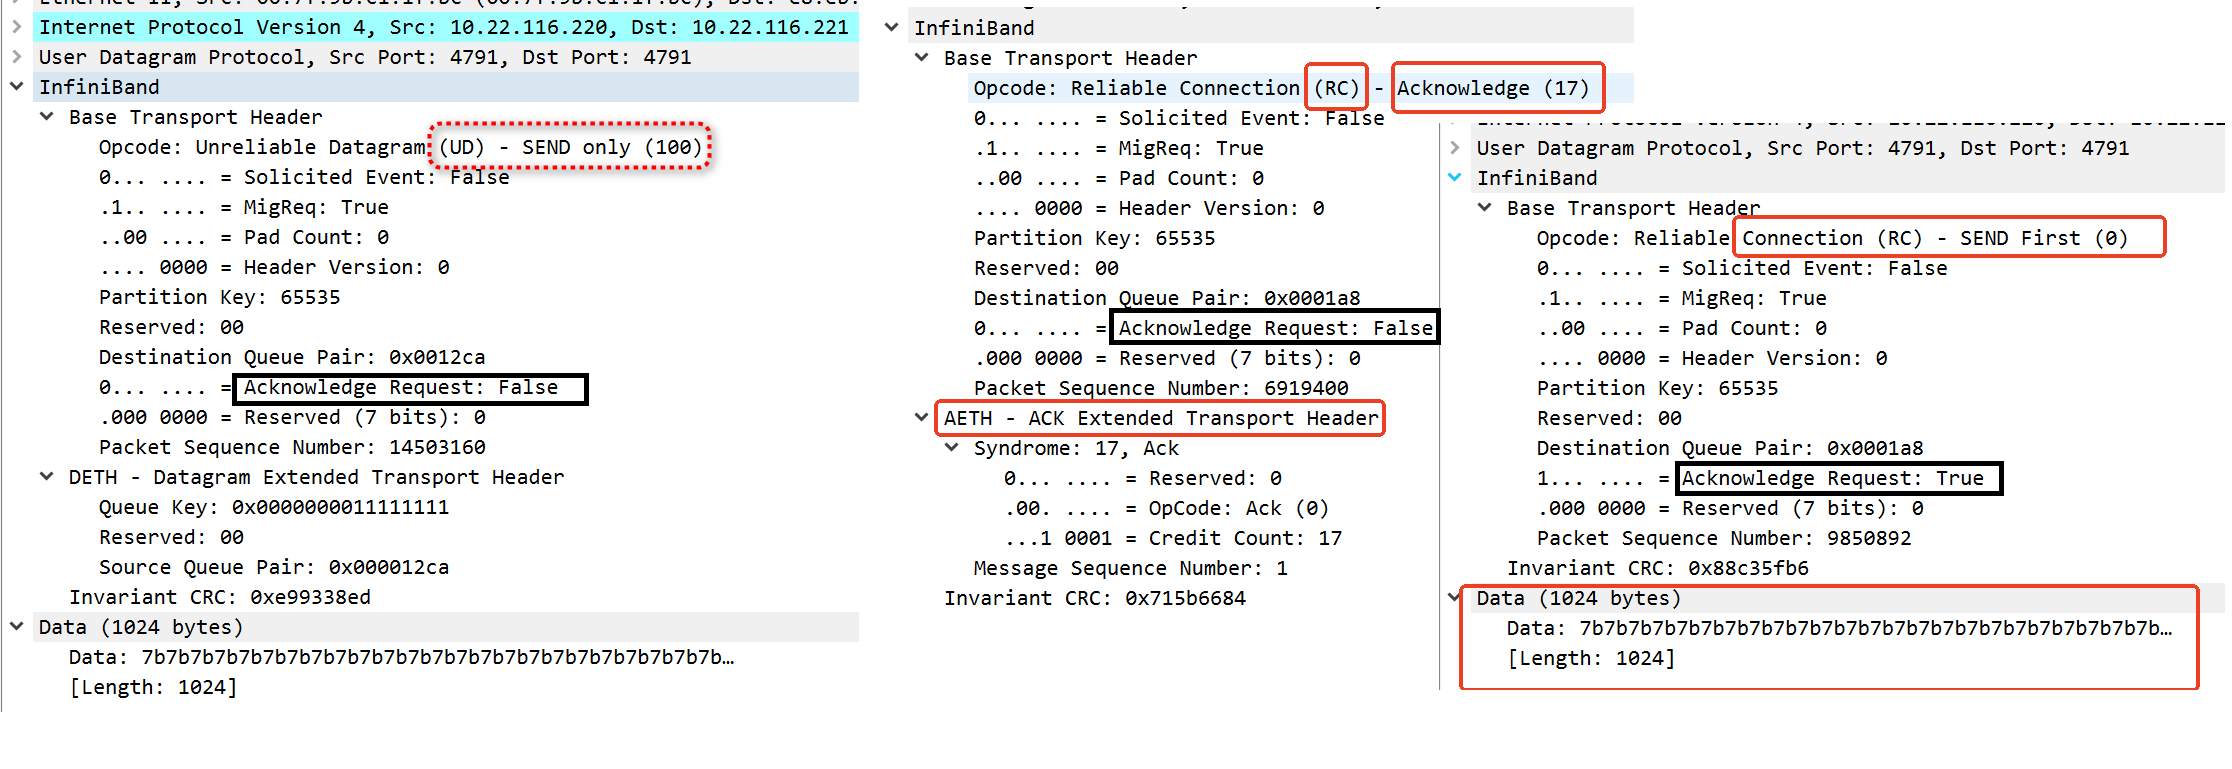 Internet Protocol Version 4, Src: 10.22.116.220, Dst: 10.22.116.221
User Datagram Protocol, Src Port: 4791, Dst Port: 4791
InfiniBand
Base Transport Header
Opcode: Unreliable Datagram (UD) - SEND only (100)
0... .... = Solicited Event: False
.1.. .... = MigReq: True
..00 .... = Pad Count: 0
.... 0000 = Header Version: 0
Partition Key: 65535
Reserved: 00
Destination Queue Pair: 0x0012ca
0... .... = Acknowledge Request: False
.000 0000 = Reserved (7 bits): 0
Packet Sequence Number: 14503160
DETH - Datagram Extended Transport Header
Queue Key: 0x0000000011111111
Reserved: 00
Source Queue Pair: 0x000012ca
Invariant CRC: 0xe99338ed
Data (1024 bytes)
Data: 7b7b7b7b7b7b7b7b7b7b7b7b7b7b7b7b7b7b7b7b7b7b7b7b…
[Length: 1024]
InfiniBand
Base Transport Header
Opcode: Reliable Connection (RC) - Acknowledge (17)
0... .... = Solicited Event: False
.1.. .... = MigReq: True
..00 .... = Pad Count: 0
.... 0000 = Header Version: 0
Partition Key: 65535
Reserved: 00
Destination Queue Pair: 0x0001a8
0... .... = Acknowledge Request: False
.000 0000 = Reserved (7 bits): 0
Packet Sequence Number: 6919400
AETH - ACK Extended Transport Header
Syndrome: 17, Ack
0... .... = Reserved: 0
.00. .... = OpCode: Ack (0)
...1 0001 = Credit Count: 17
Message Sequence Number: 1
Invariant CRC: 0x715b6684
User Datagram Protocol, Src Port: 4791, Dst Port: 4791
InfiniBand
Base Transport Header
Opcode: Reliable Connection (RC) - SEND First (0)
0... .... = Solicited Event: False
.1.. .... = MigReq: True
..00 .... = Pad Count: 0
.... 0000 = Header Version: 0
Partition Key: 65535
Reserved: 00
Destination Queue Pair: 0x0001a8
1... .... = Acknowledge Request: True
.000 0000 = Reserved (7 bits): 0
Packet Sequence Number: 9850892
Invariant CRC: 0x88c35fb6
Data (1024 bytes)
Data: 7b7b7b7b7b7b7b7b7b7b7b7b7b7b7b7b7b7b7b7b7b7b7b7b…
[Length: 1024]